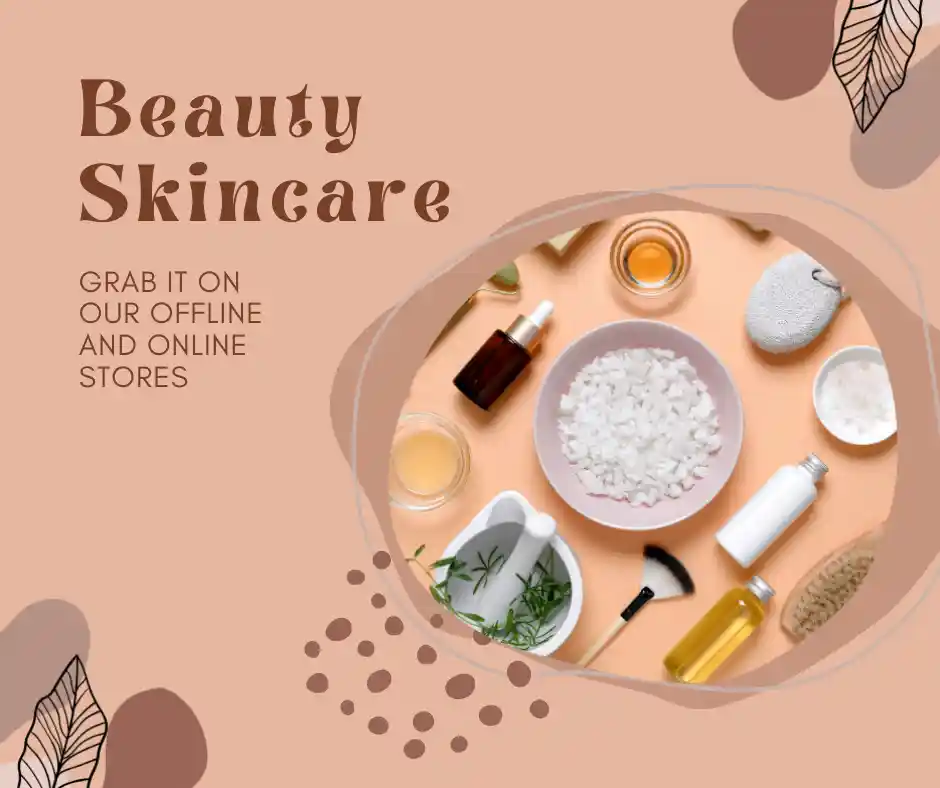 Beauty
Skincare
GRAB IT ON
OUR OFFLINE
AND ONLINE
STORES